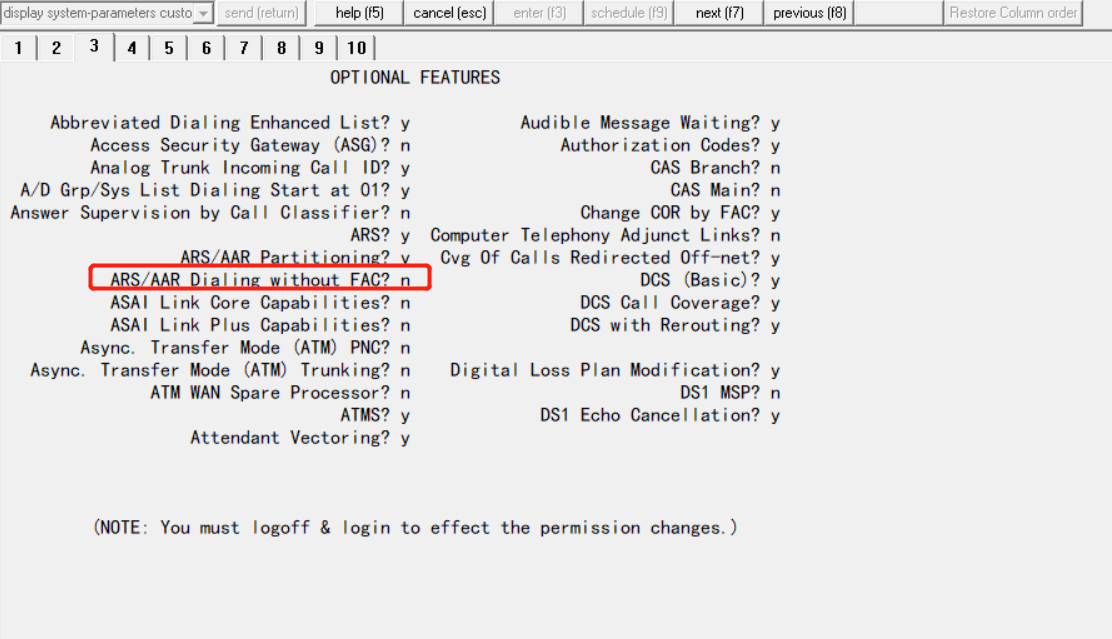 display system-parameters custo send (return) help (f5) cancel (esc) enter (f3) schedule (f9) next (f7) previous (f8) Restore Column order
1 2 3 4 5 6 7 8 9 10
OPTIONAL FEATURES
Abbreviated Dialing Enhanced List? y Audible Message Waiting? y
Access Security Gateway (ASG)? n Authorization Codes? y
Analog Trunk Incoming Call ID? y CAS Branch? n
A/D Grp/Sys List Dialing Start at 01? y CAS Main? n
Answer Supervision by Call Classifier? n Change COR by FAC? y
ARS? y Computer Telephony Adjunct Links? n
ARS/AAR Partitioning? y Cvg Of Calls Redirected Off-net? y
ARS/AAR Dialing without FAC? n DCS (Basic)? y
ASAI Link Core Capabilities? n DCS Call Coverage? y
ASAI Link Plus Capabilities? n DCS with Rerouting? y
Async. Transfer Mode (ATM) PNC? n
Async. Transfer Mode (ATM) Trunking? n Digital Loss Plan Modification? y
ATM WAN Spare Processor? n DS1 MSP? n
ATMS? y DS1 Echo Cancellation? y
Attendant Vectoring? y
(NOTE: You must logoff & login to effect the permission changes.)